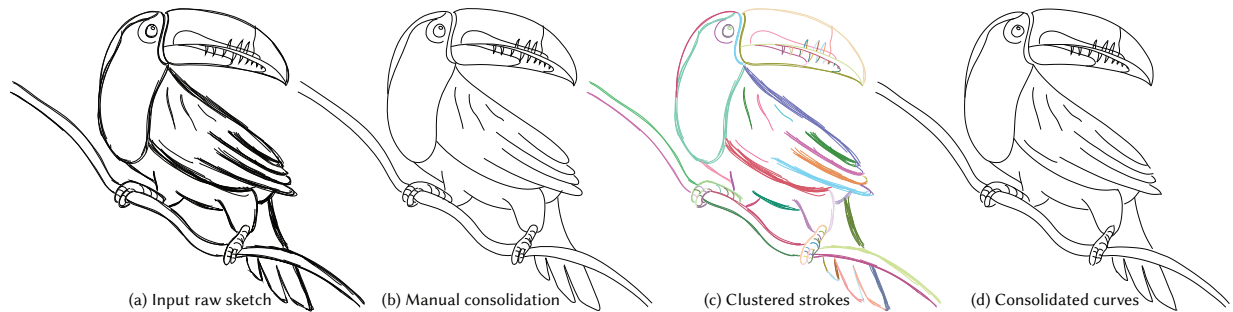 (a) Input raw sketch
(b) Manual consolidation
(c) Clustered strokes
(d) Consolidated curves